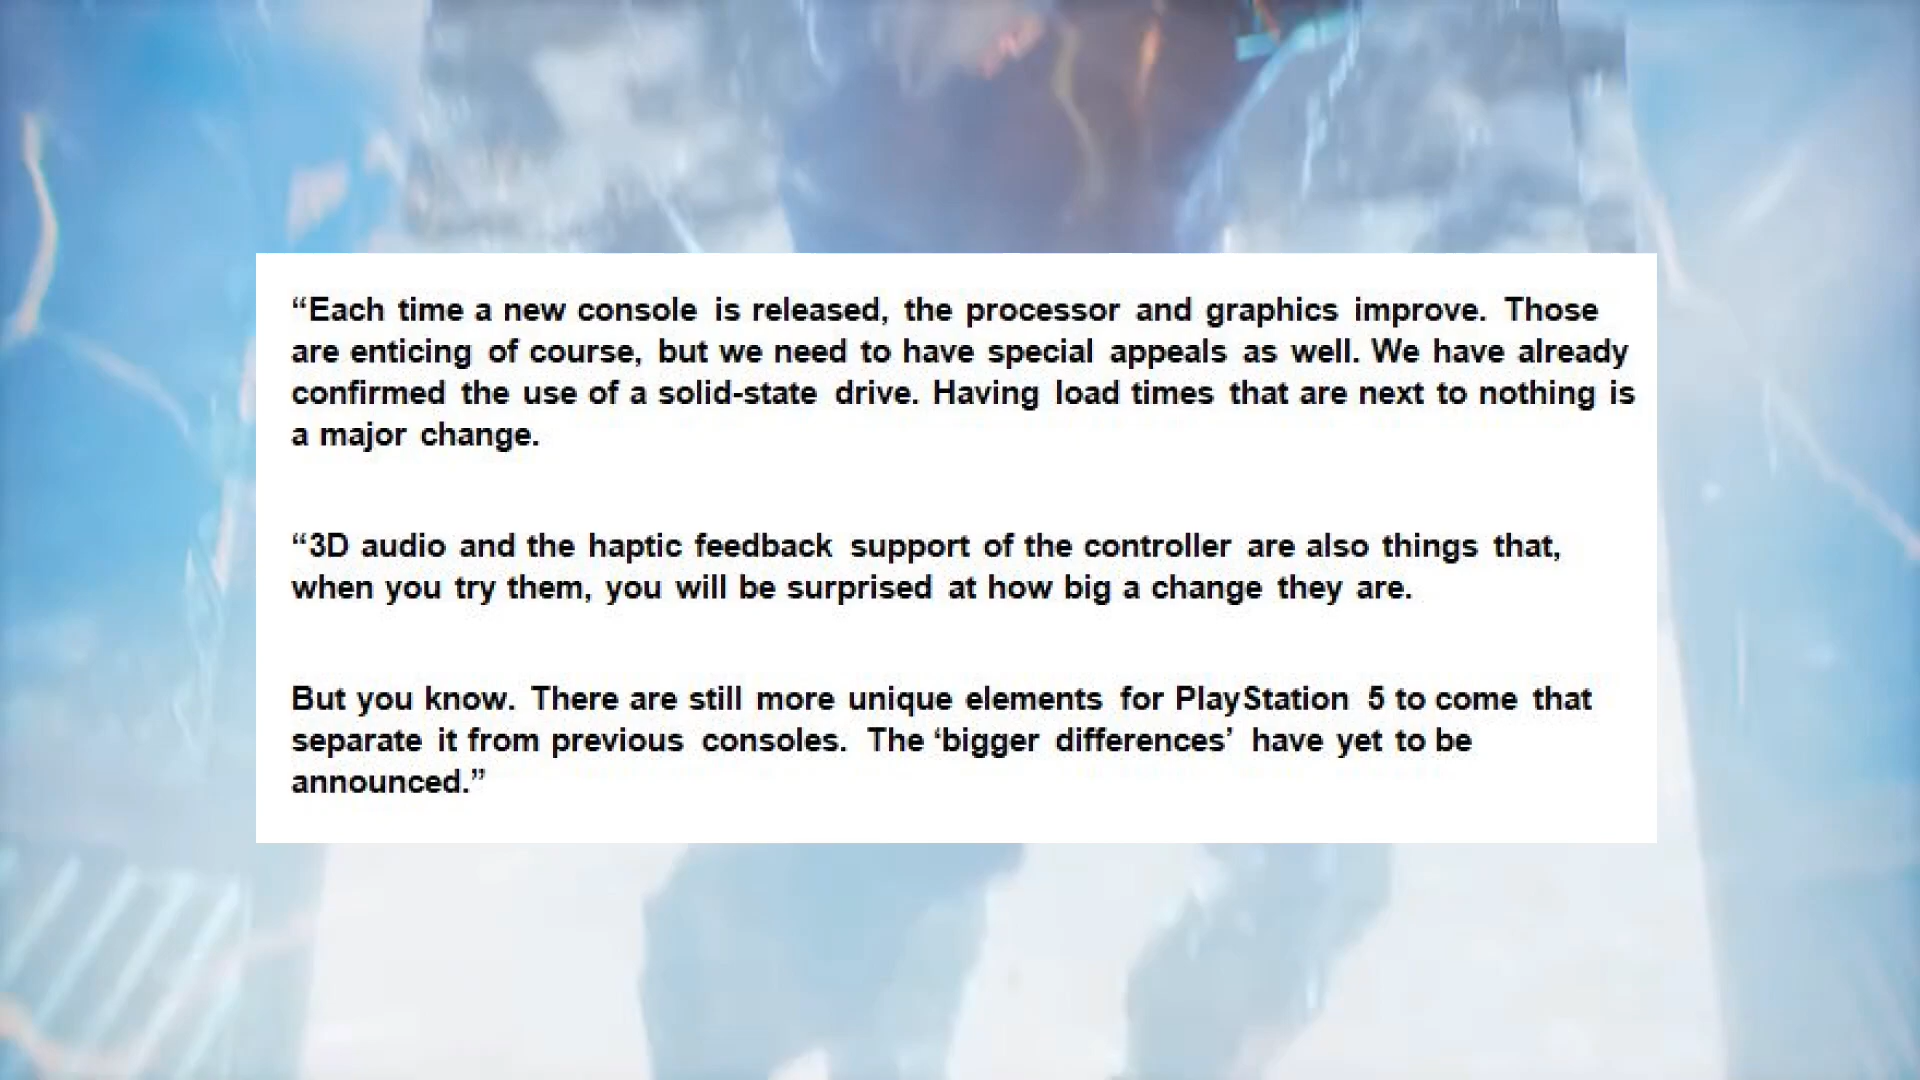 “Each time a new console is released, the processor and graphics improve. Those
are enticing of course, but we need to have special appeals as well. We have already
confirmed the use of a solid-state drive. Having load times that are next to nothing is
a major change.
“3D audio and the haptic feedback support of the controller are also things that,
when you try them, you will be surprised at how big a change they are.
But you know. There are still more unique elements for PlayStation 5 to come that
separate it from previous consoles. The ‘bigger differences’ have yet to be
announced.”